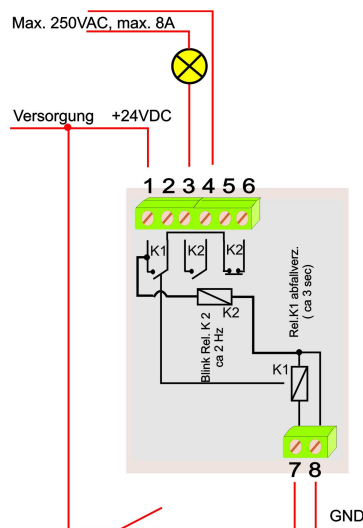 Max. 250VAC, max. 8A
Versorgung +24VDC
1 2 3 4 5 6
K1 K2 K2
Rel.K1 abfallverz.
( ca 3 sec)
Blink Rel. K 2
ca 2 Hz
K2
K1
7 8
GND